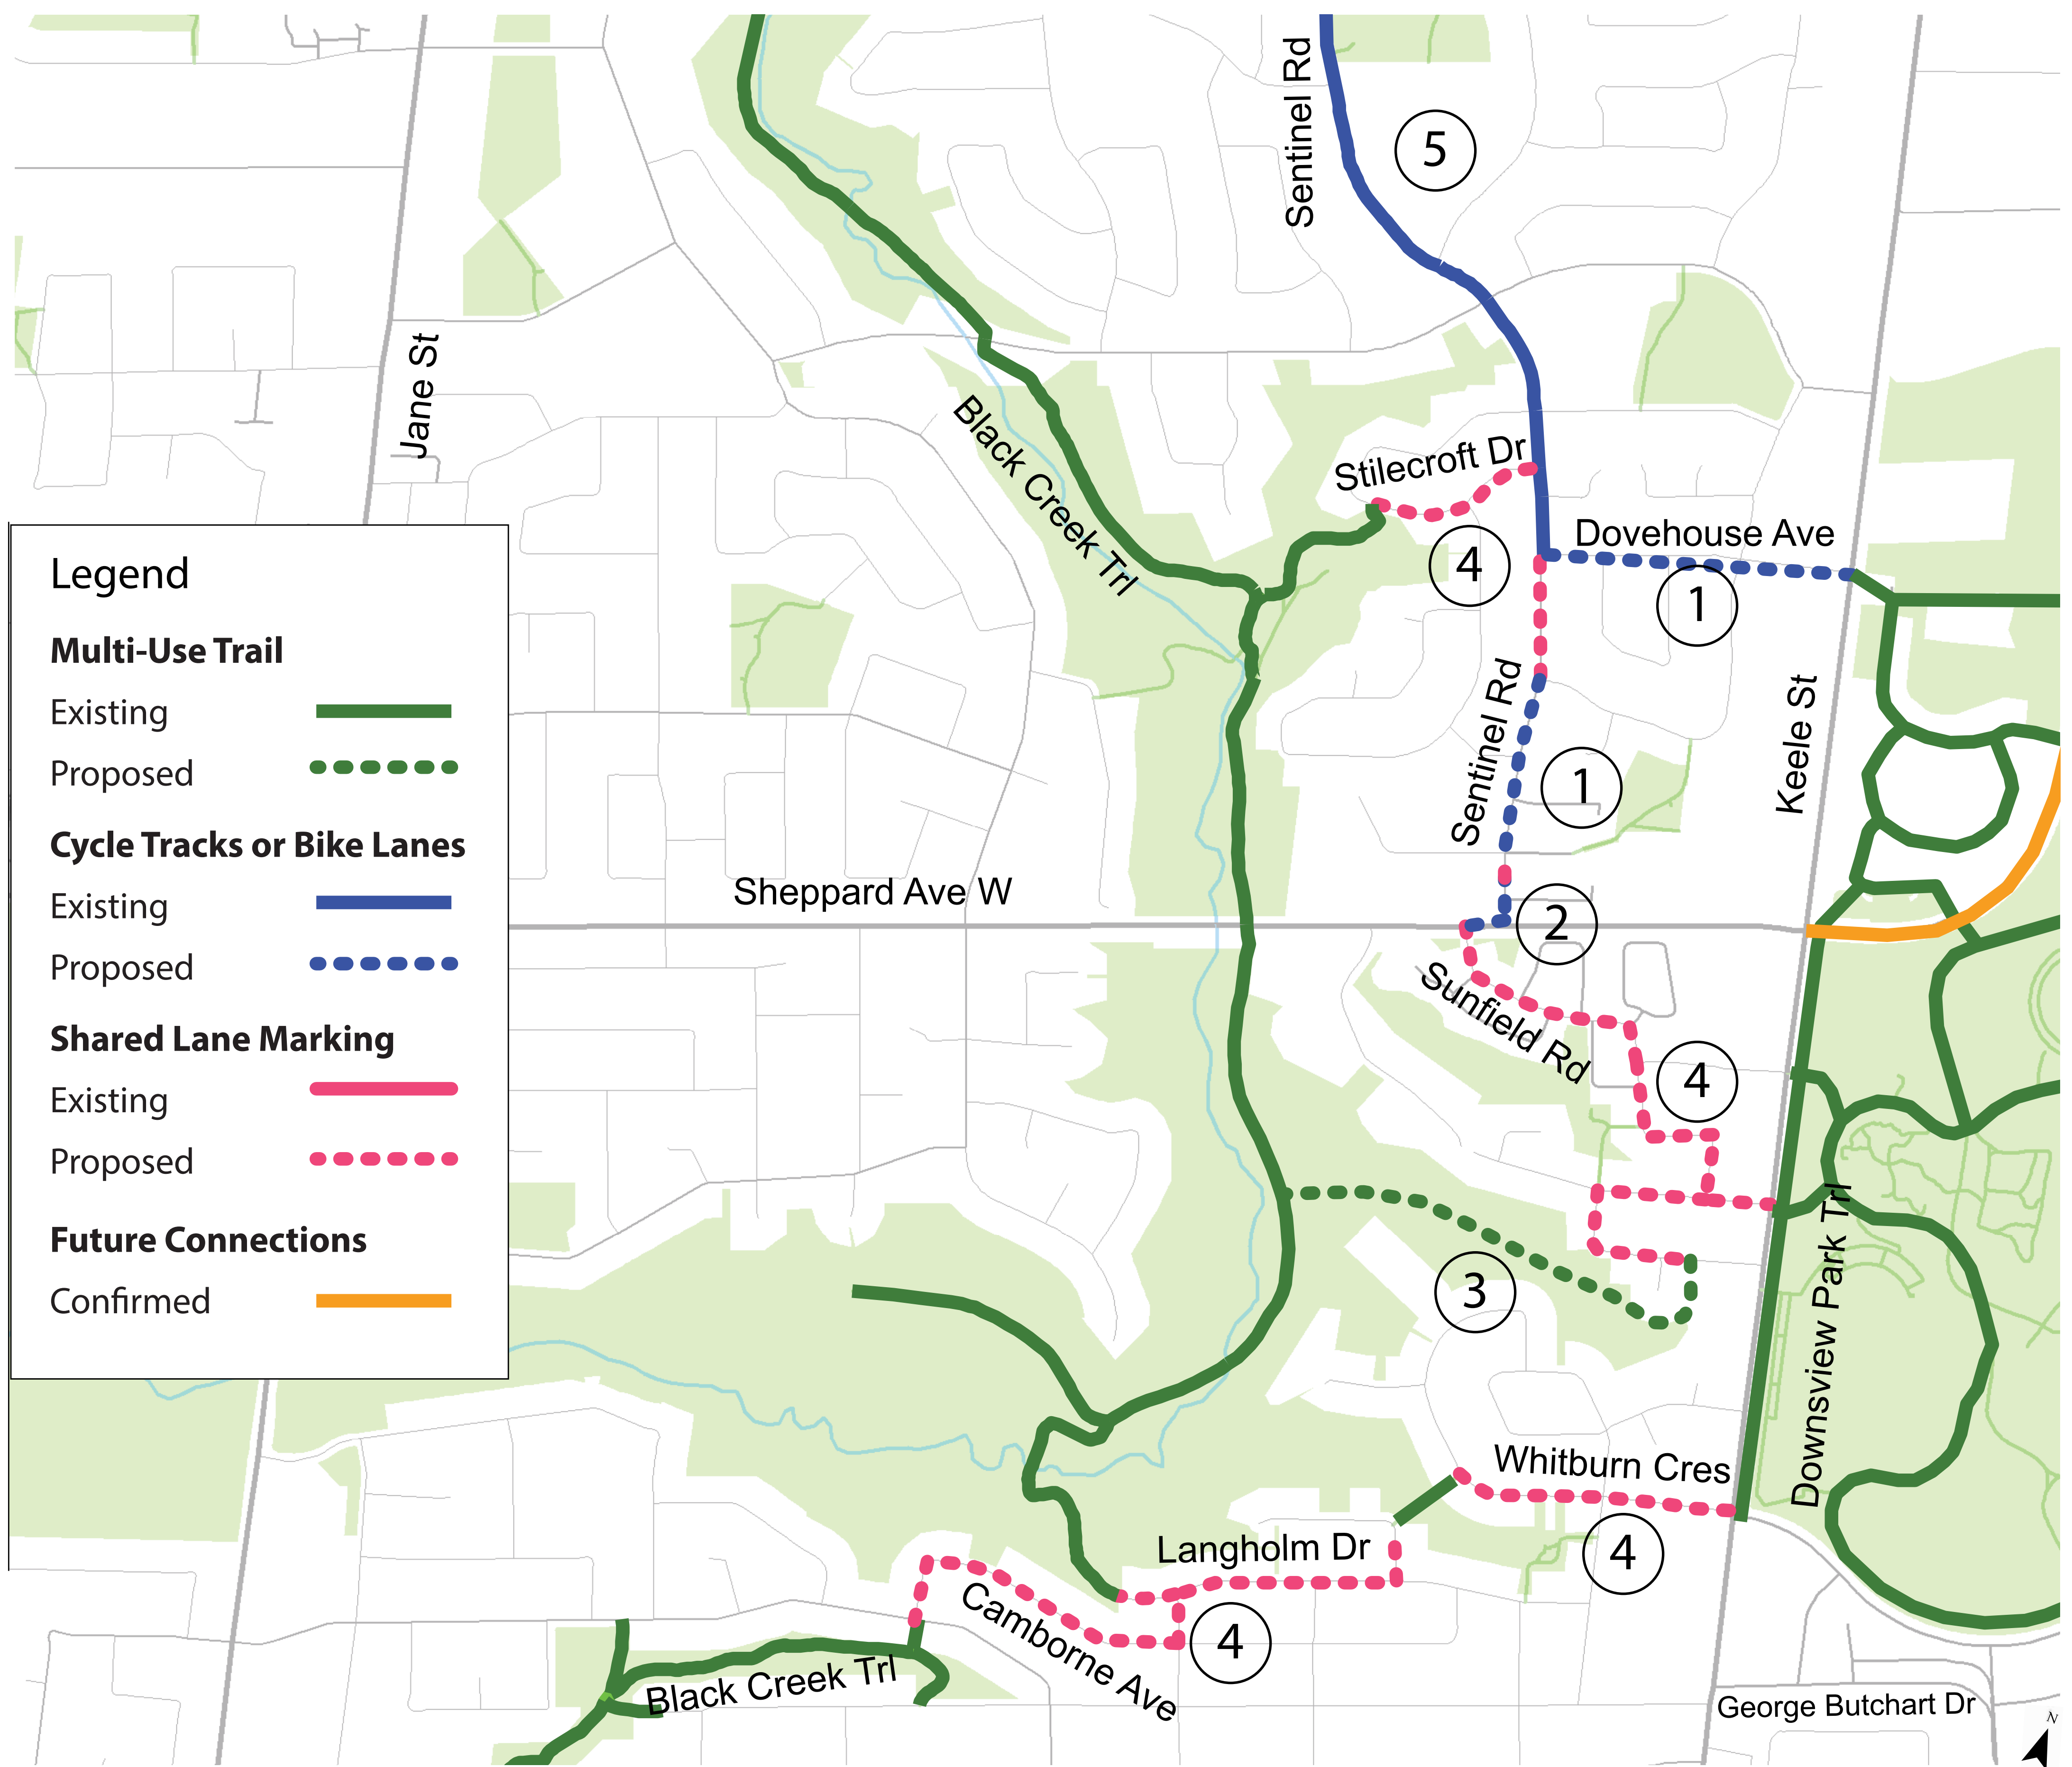 Sentinel Rd
5
Jane St
Black Creek Trl
Stilecroft Dr
4
Dovehouse Ave
1
Legend
Multi-Use Trail
Existing
Proposed
Cycle Tracks or Bike Lanes
Existing
Proposed
Shared Lane Marking
Existing
Proposed
Future Connections
Confirmed
Sentinel Rd
1
Keele St
Sheppard Ave W
2
Sunfield Rd
4
3
Downsview Park Trl
Whitburn Cres
4
Langholm Dr
4
Camborne Ave
Black Creek Trl
George Butchart Dr
N